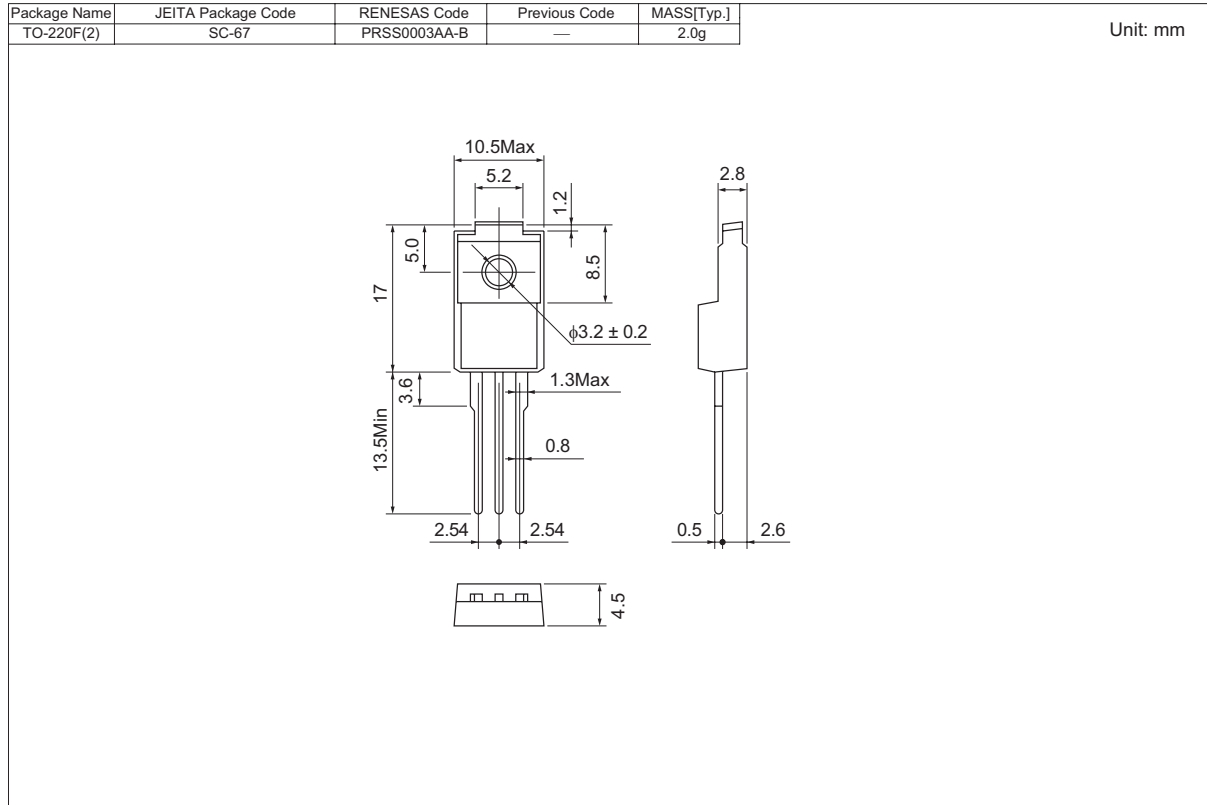 Package Name JEITA Package Code RENESAS Code Previous Code MASS[Typ.]
TO-220F(2) SC-67 PRSS0003AA-B — 2.0g
Unit: mm
10.5Max
5.2
2.8
1.2
5.0
8.5
17
ϕ3.2 ± 0.2
3.6
1.3Max
13.5Min
0.8
2.54 2.54
0.5 2.6
4.5